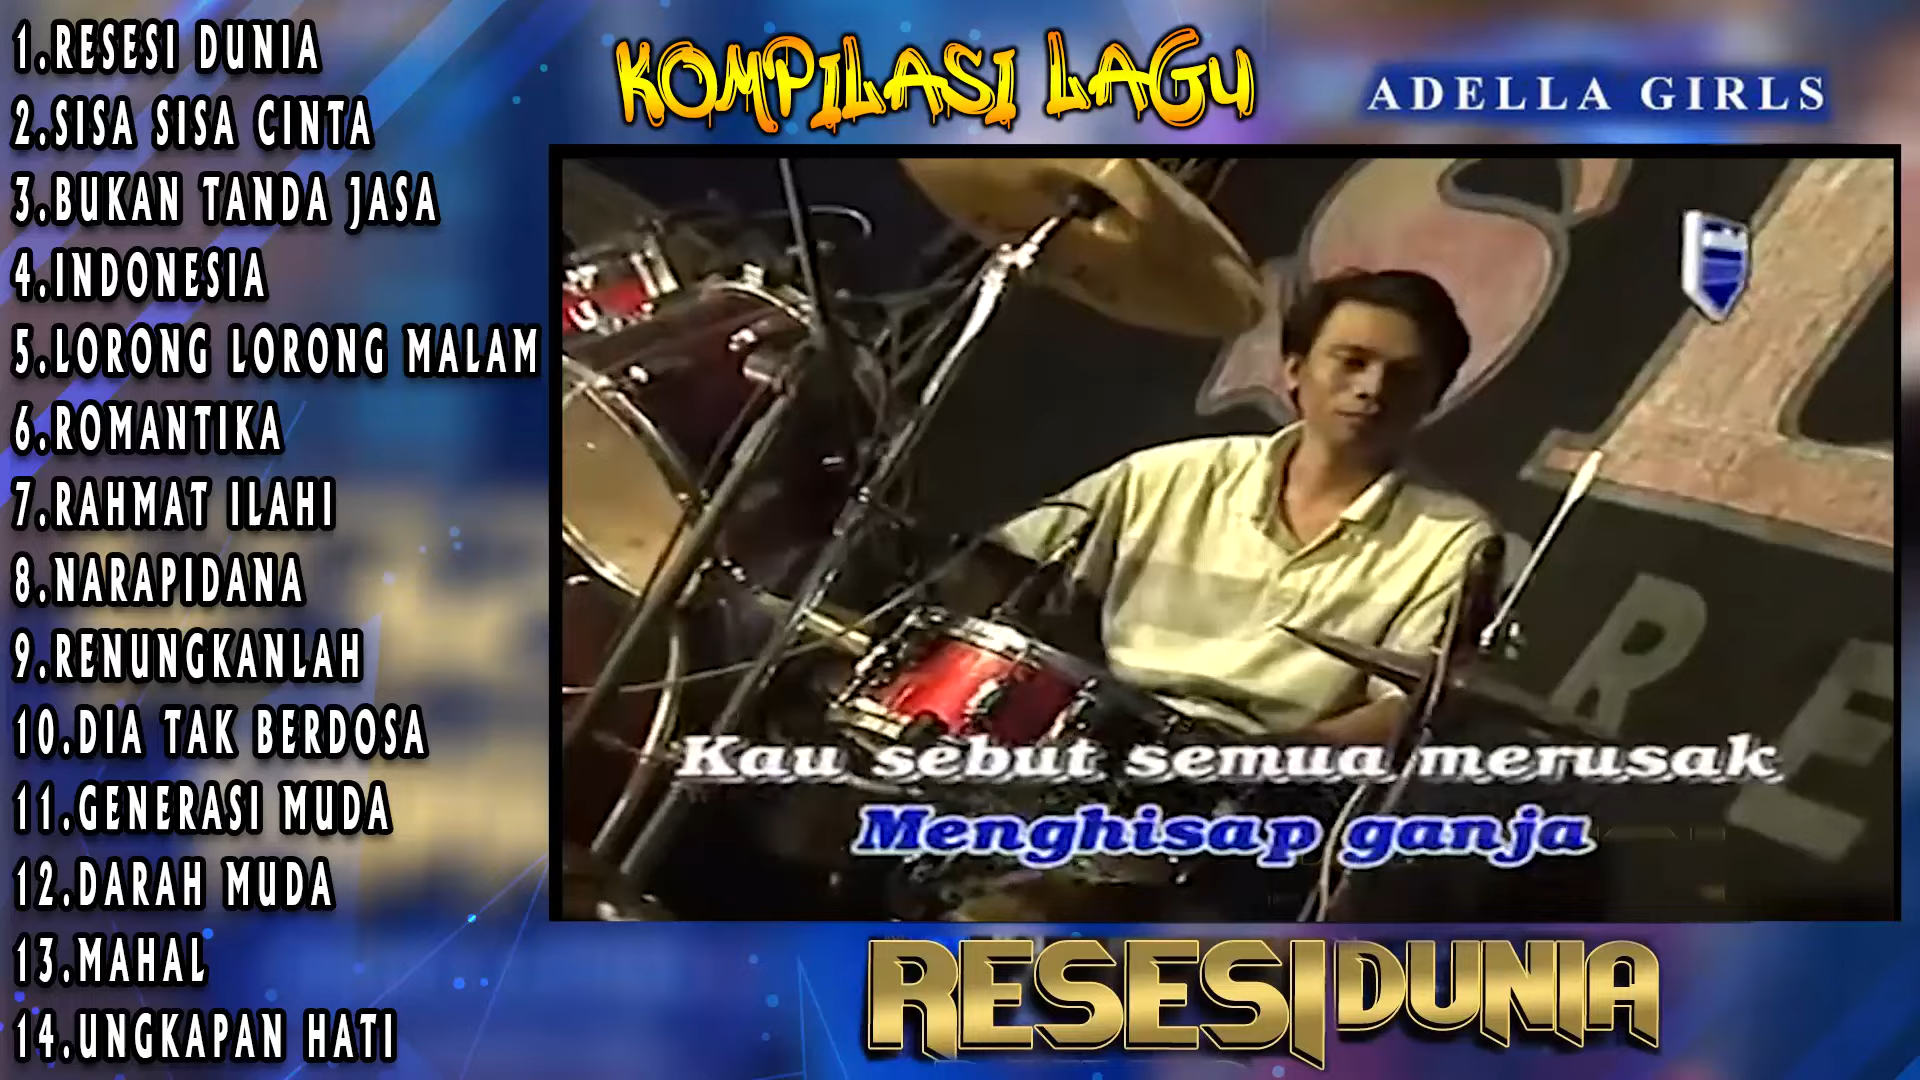 1.RESESI DUNIA
2.SISA SISA CINTA
3.BUKAN TANDA JASA
4.INDONESIA
5.LORONG LORONG MALAM
6.ROMANTIKA
7.RAHMAT ILAHI
8.NARAPIDANA
9.RENUNGKANLAH
10.DIA TAK BERDOSA
11.GENERASI MUDA
12.DARAH MUDA
13.MAHAL
14.UNGKAPAN HATI
KOMPILASI LAGU
ADELLA GIRLS
Kau sebut semua merusak
Menghisap ganja
RESESI DUNIA